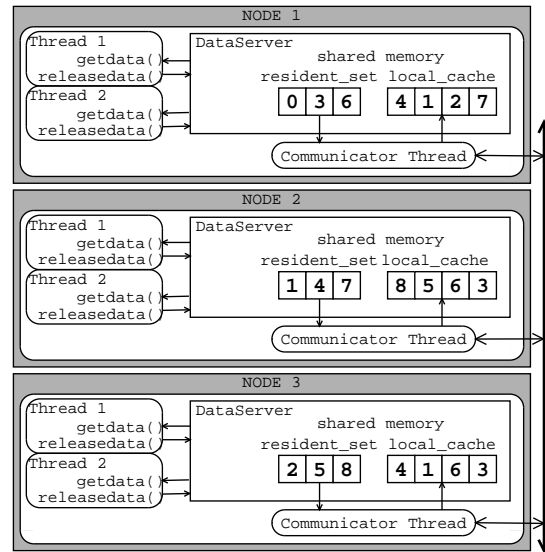 NODE 1
Thread 1
getdata()
releasedata()
Thread 2
getdata()
releasedata()
DataServer
shared memory
resident_set local_cache
0 3 6 4 1 2 7
Communicator Thread
NODE 2
Thread 1
getdata()
releasedata()
Thread 2
getdata()
releasedata()
DataServer
shared memory
resident_set local_cache
1 4 7 8 5 6 3
Communicator Thread
NODE 3
Thread 1
getdata()
releasedata()
Thread 2
getdata()
releasedata()
DataServer
shared memory
resident_set local_cache
2 5 8 4 1 6 3
Communicator Thread